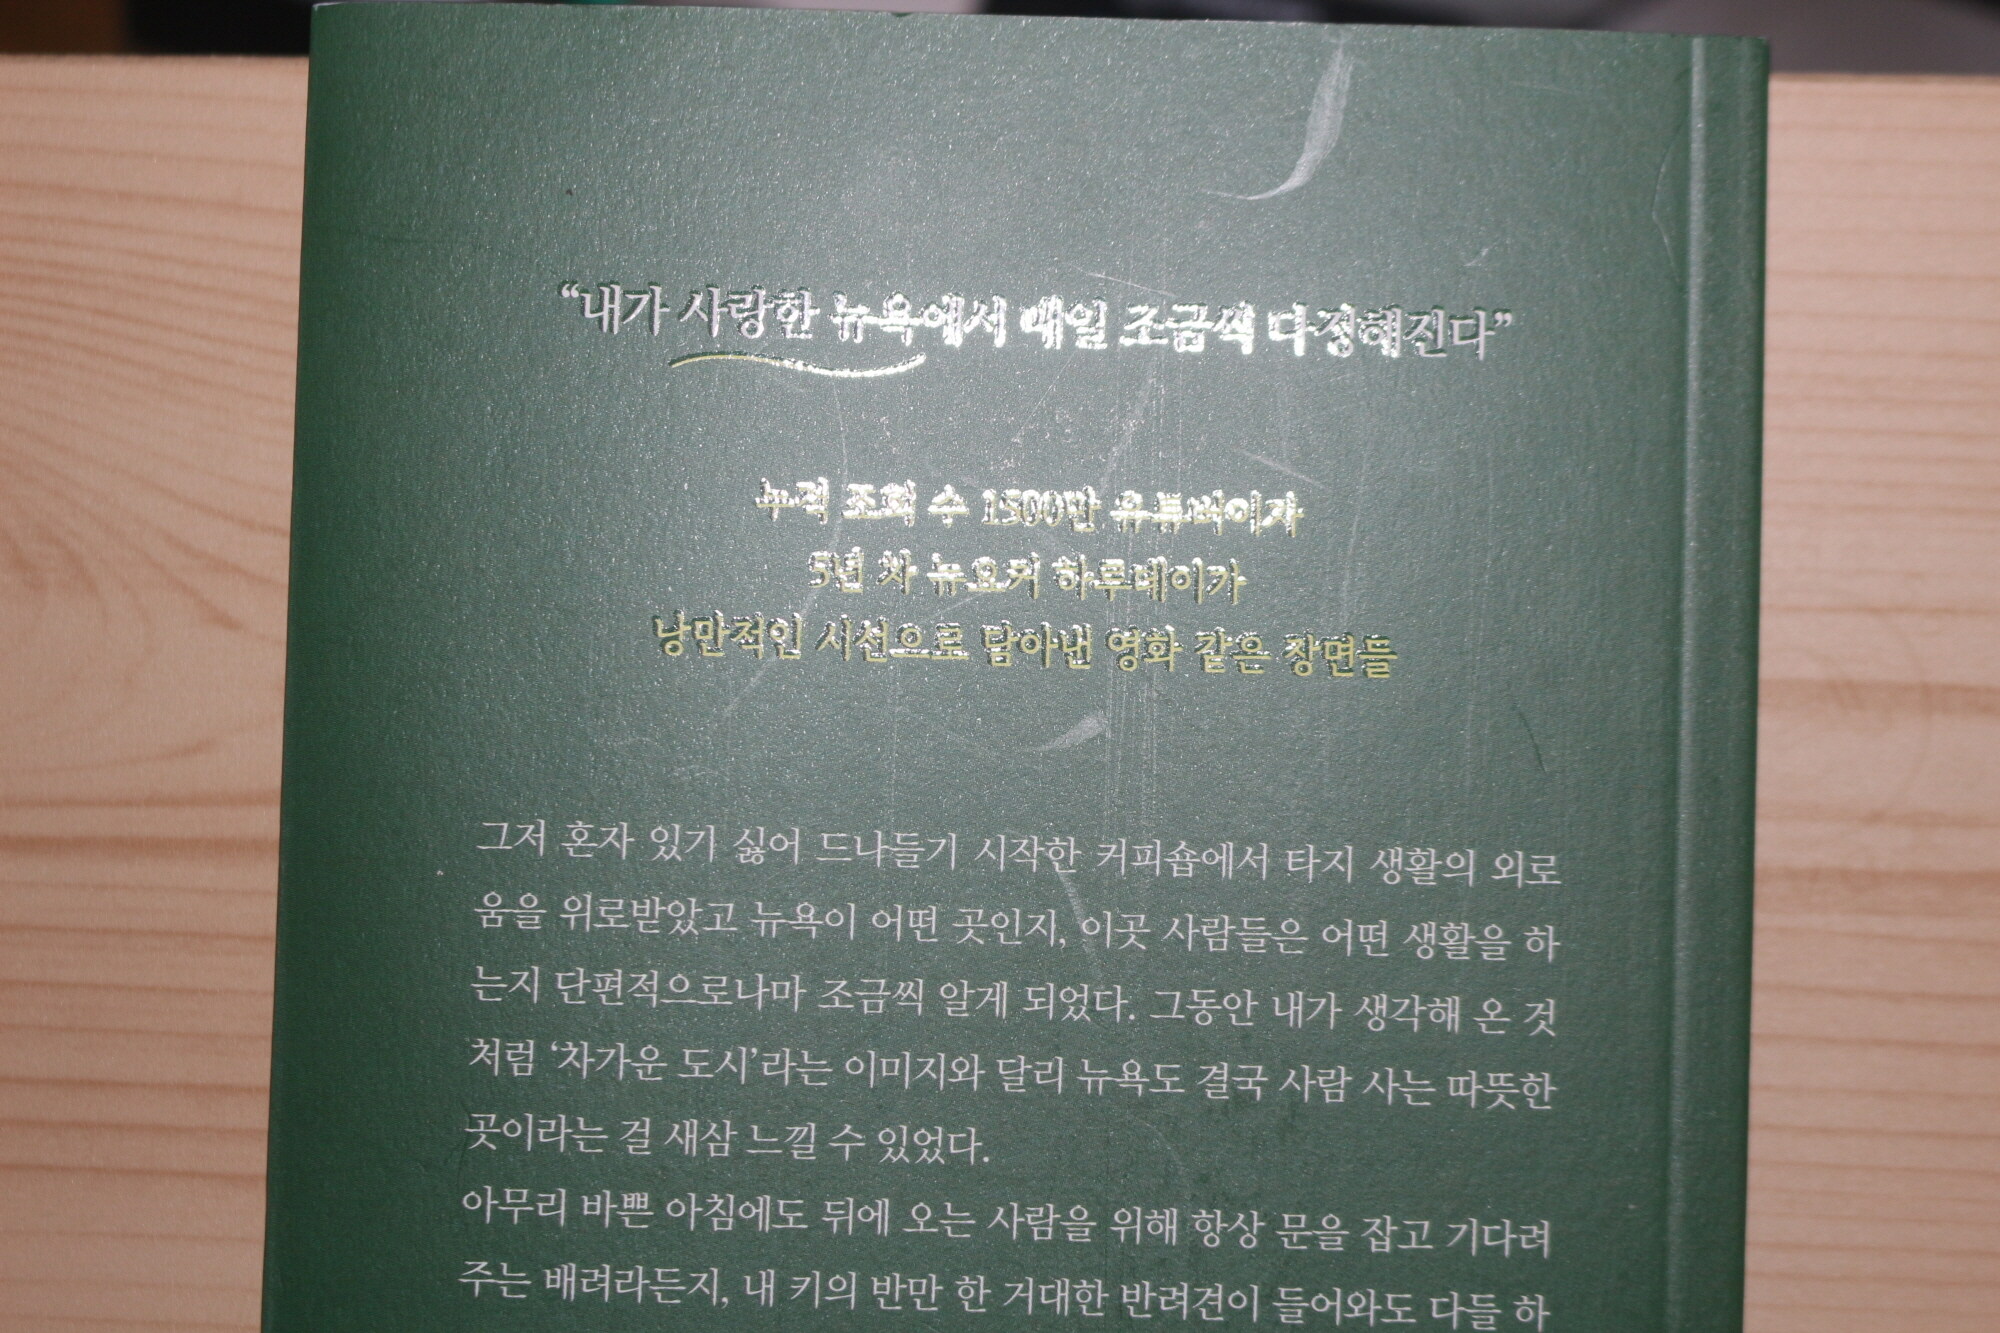 “내가 사랑한 뉴욕에서 매일 조금씩 다정해진다”
누적 조회 수 1500만 유튜버이자
5년 차 뉴요커 하루데이가
낭만적인 시선으로 담아낸 영화 같은 장면들
그저 혼자 있기 싫어 드나들기 시작한 커피숍에서 타지 생활의 외로
움을 위로받았고 뉴욕이 어떤 곳인지, 이곳 사람들은 어떤 생활을 하
는지 단편적으로나마 조금씩 알게 되었다. 그동안 내가 생각해 온 것
처럼 ‘차가운 도시’라는 이미지와 달리 뉴욕도 결국 사람 사는 따뜻한
곳이라는 걸 새삼 느낄 수 있었다.
아무리 바쁜 아침에도 뒤에 오는 사람을 위해 항상 문을 잡고 기다려
주는 배려라든지, 내 키의 반만 한 거대한 반려견이 들어와도 다들 하